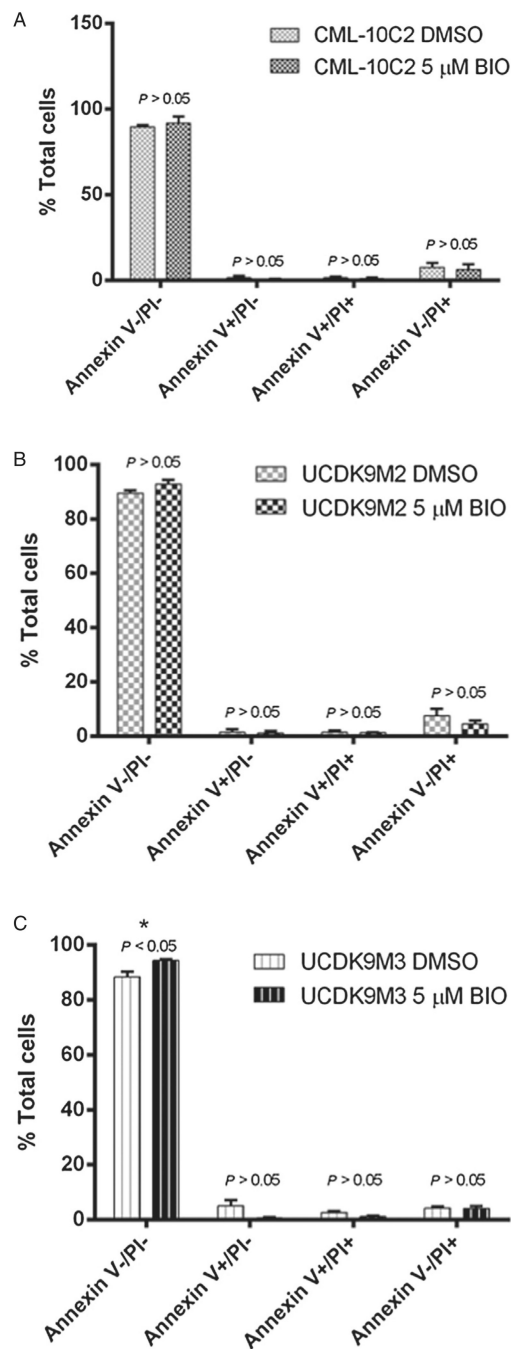 A
150
100
50
0
% Total cells
CML-10C2 DMSO
CML-10C2 5 μM BIO
P > 0.05
P > 0.05
P > 0.05
P > 0.05
Annexin V-/PI-
Annexin V+/PI-
Annexin V+/PI+
Annexin V-/PI+
B
100
80
60
40
20
0
% Total cells
UCDK9M2 DMSO
UCDK9M2 5 μM BIO
P > 0.05
P > 0.05
P > 0.05
P > 0.05
Annexin V-/PI-
Annexin V+/PI-
Annexin V+/PI+
Annexin V-/PI+
C
100
80
60
40
20
0
% Total cells
UCDK9M3 DMSO
UCDK9M3 5 μM BIO
*
P < 0.05
P > 0.05
P > 0.05
P > 0.05
Annexin V-/PI-
Annexin V+/PI-
Annexin V+/PI+
Annexin V-/PI+